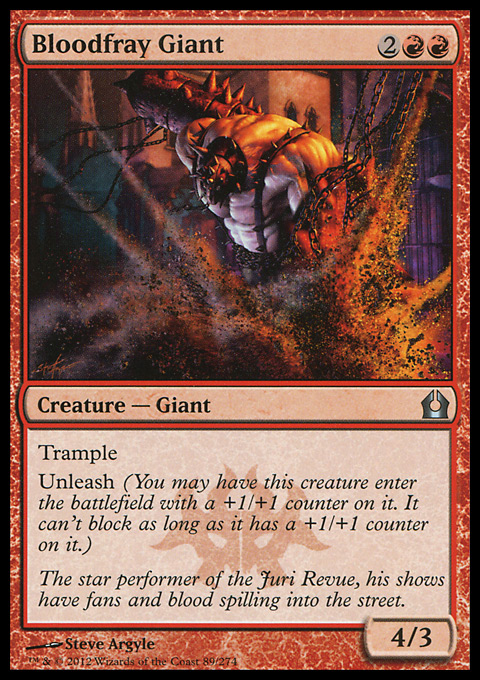 Bloodfray Giant 2
Creature — Giant
Trample
Unleash (You may have this creature enter
the battlefield with a +1/+1 counter on it. It
can't block as long as it has a +1/+1 counter
on it.)
The star performer of the Juri Revue, his shows
have fans and blood spilling into the street.
Steve Argyle
4/3
™ & © 2012 Wizards of the Coast 89/274